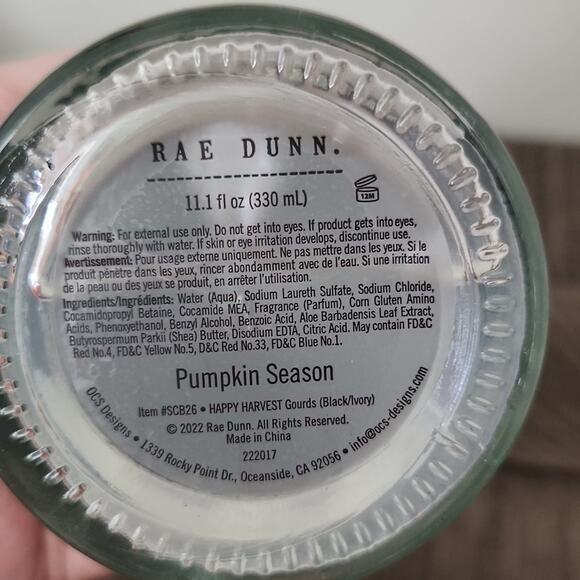 RAE DUNN.
11.1 fl oz (330 mL)
12M
Warning: For external use only. Do not get into eyes. If product gets into eyes,
rinse thoroughly with water. If skin or eye irritation develops, discontinue use.
Avertissement: Pour usage externe uniquement. Ne pas mettre dans les yeux. Si le
produit pénètre dans les yeux, rincer abondamment avec de l'eau. Si une irritation
de la peau ou des yeux se produit, en arrêter l'utilisation.
Ingredients/Ingrédients: Water (Aqua), Sodium Laureth Sulfate, Sodium Chloride,
Cocamidopropyl Betaine, Cocamide MEA, Fragrance (Parfum), Corn Gluten Amino
Acids, Phenoxyethanol, Benzyl Alcohol, Benzoic Acid, Aloe Barbadensis Leaf Extract,
Butyrospermum Parkii (Shea) Butter, Disodium EDTA, Citric Acid. May contain FD&C
Red No.4, FD&C Yellow No.5, D&C Red No.33, FD&C Blue No.1.
Pumpkin Season
Item #SCB26 • HAPPY HARVEST Gourds (Black/Ivory)
© 2022 Rae Dunn. All Rights Reserved.
Made in China
222017
OCS Designs • 1339 Rocky Point Dr., Oceanside, CA 92056 • info@ocs-designs.com